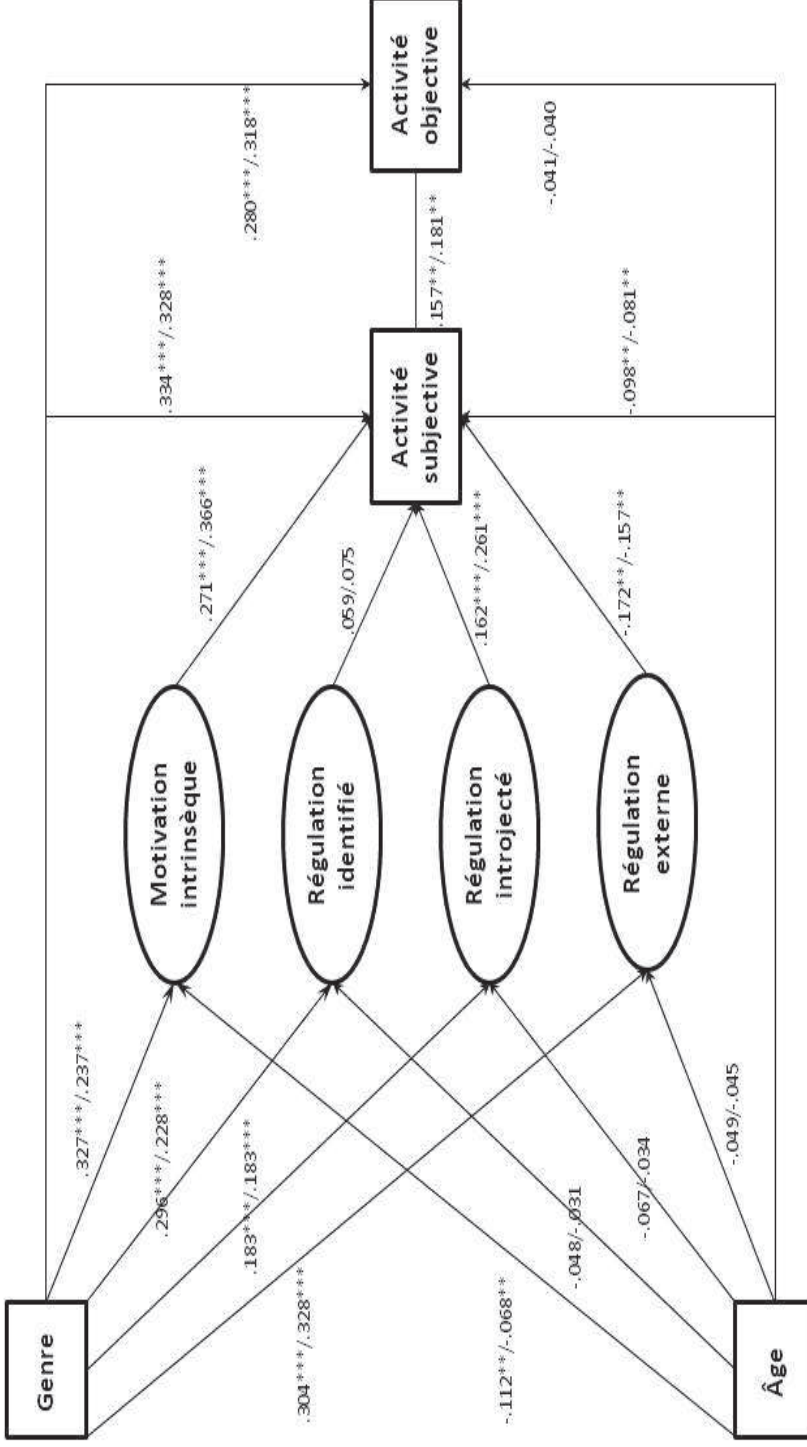 Genre
.327***/.237***
.296***/.228***
.183***/.183***
.304***/.328***
-.112**/-.068**
-.048/-.031
-.067/-.034
-.049/-.045
Âge
Motivation
intrinsèque
Régulation
identifié
Régulation
introjecté
Régulation
externe
.271***/.366***
.059/.075
.162***/.261***
-.172**/-.157**
.334***/.328***
Activité
subjective
-.098**/-.081**
.157**/.181**
.280***/.318***
Activité
objective
-.041/-.040